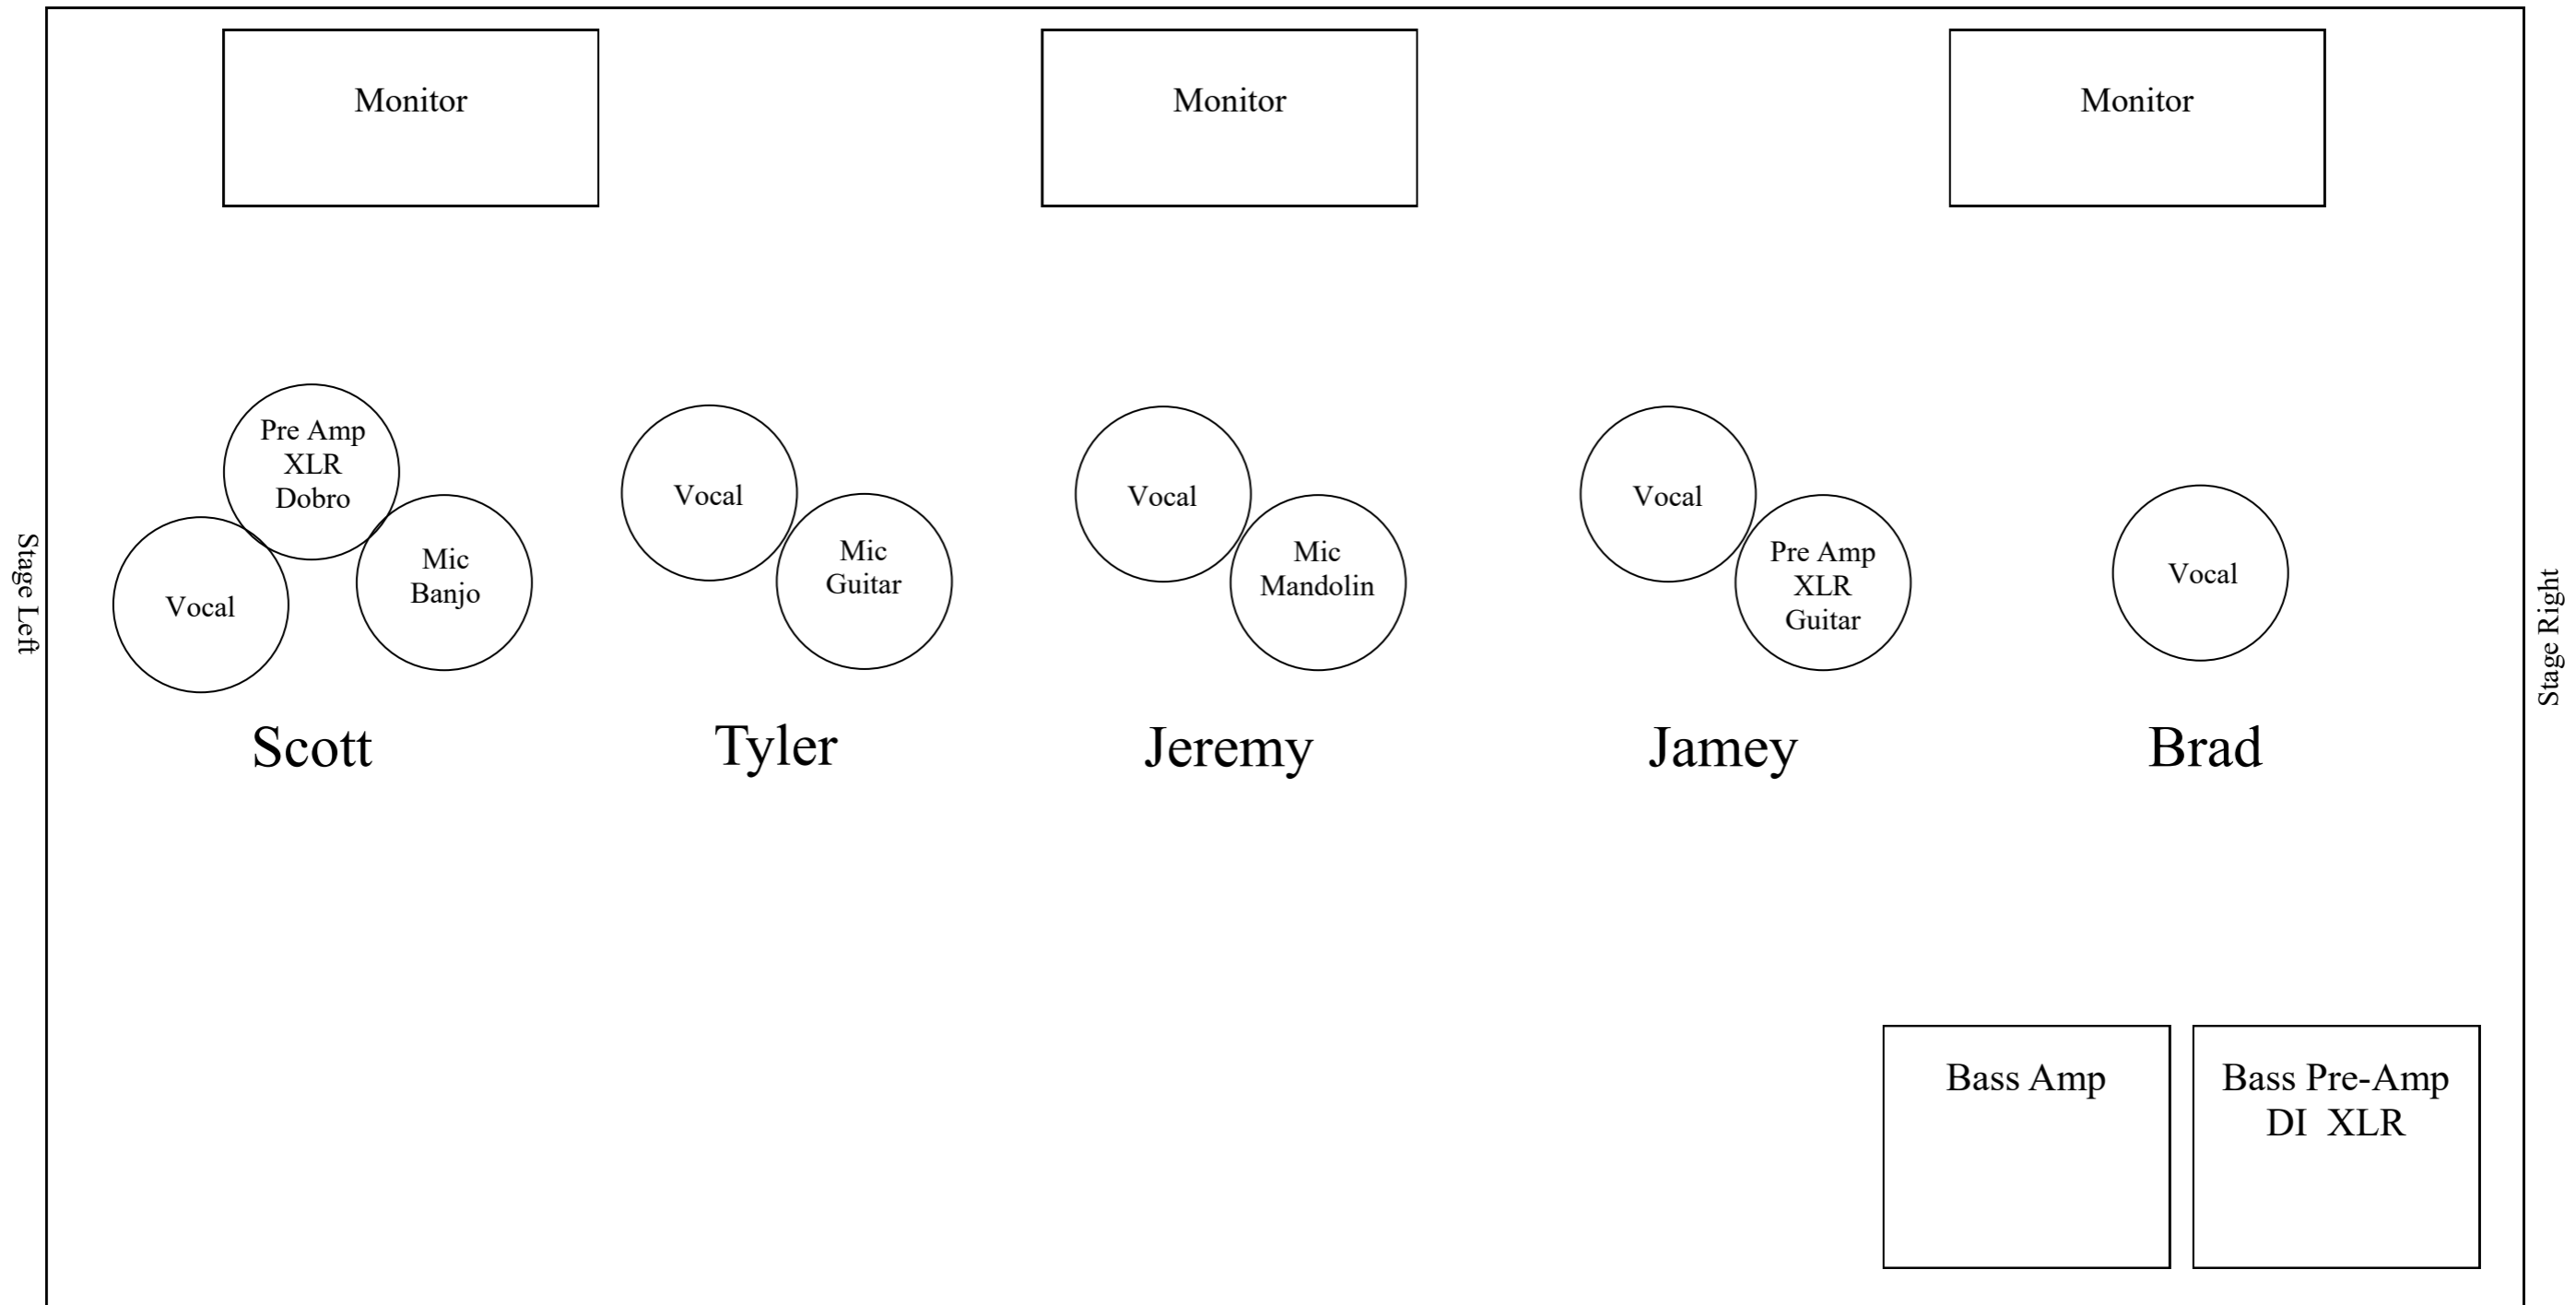 Monitor
Monitor
Monitor
Pre Amp
XLR
Dobro
Vocal
Mic
Banjo
Vocal
Mic
Guitar
Vocal
Mic
Mandolin
Vocal
Pre Amp
XLR
Guitar
Vocal
Stage Left
Stage Right
Scott
Tyler
Jeremy
Jamey
Brad
Bass Amp
Bass Pre-Amp
DI XLR